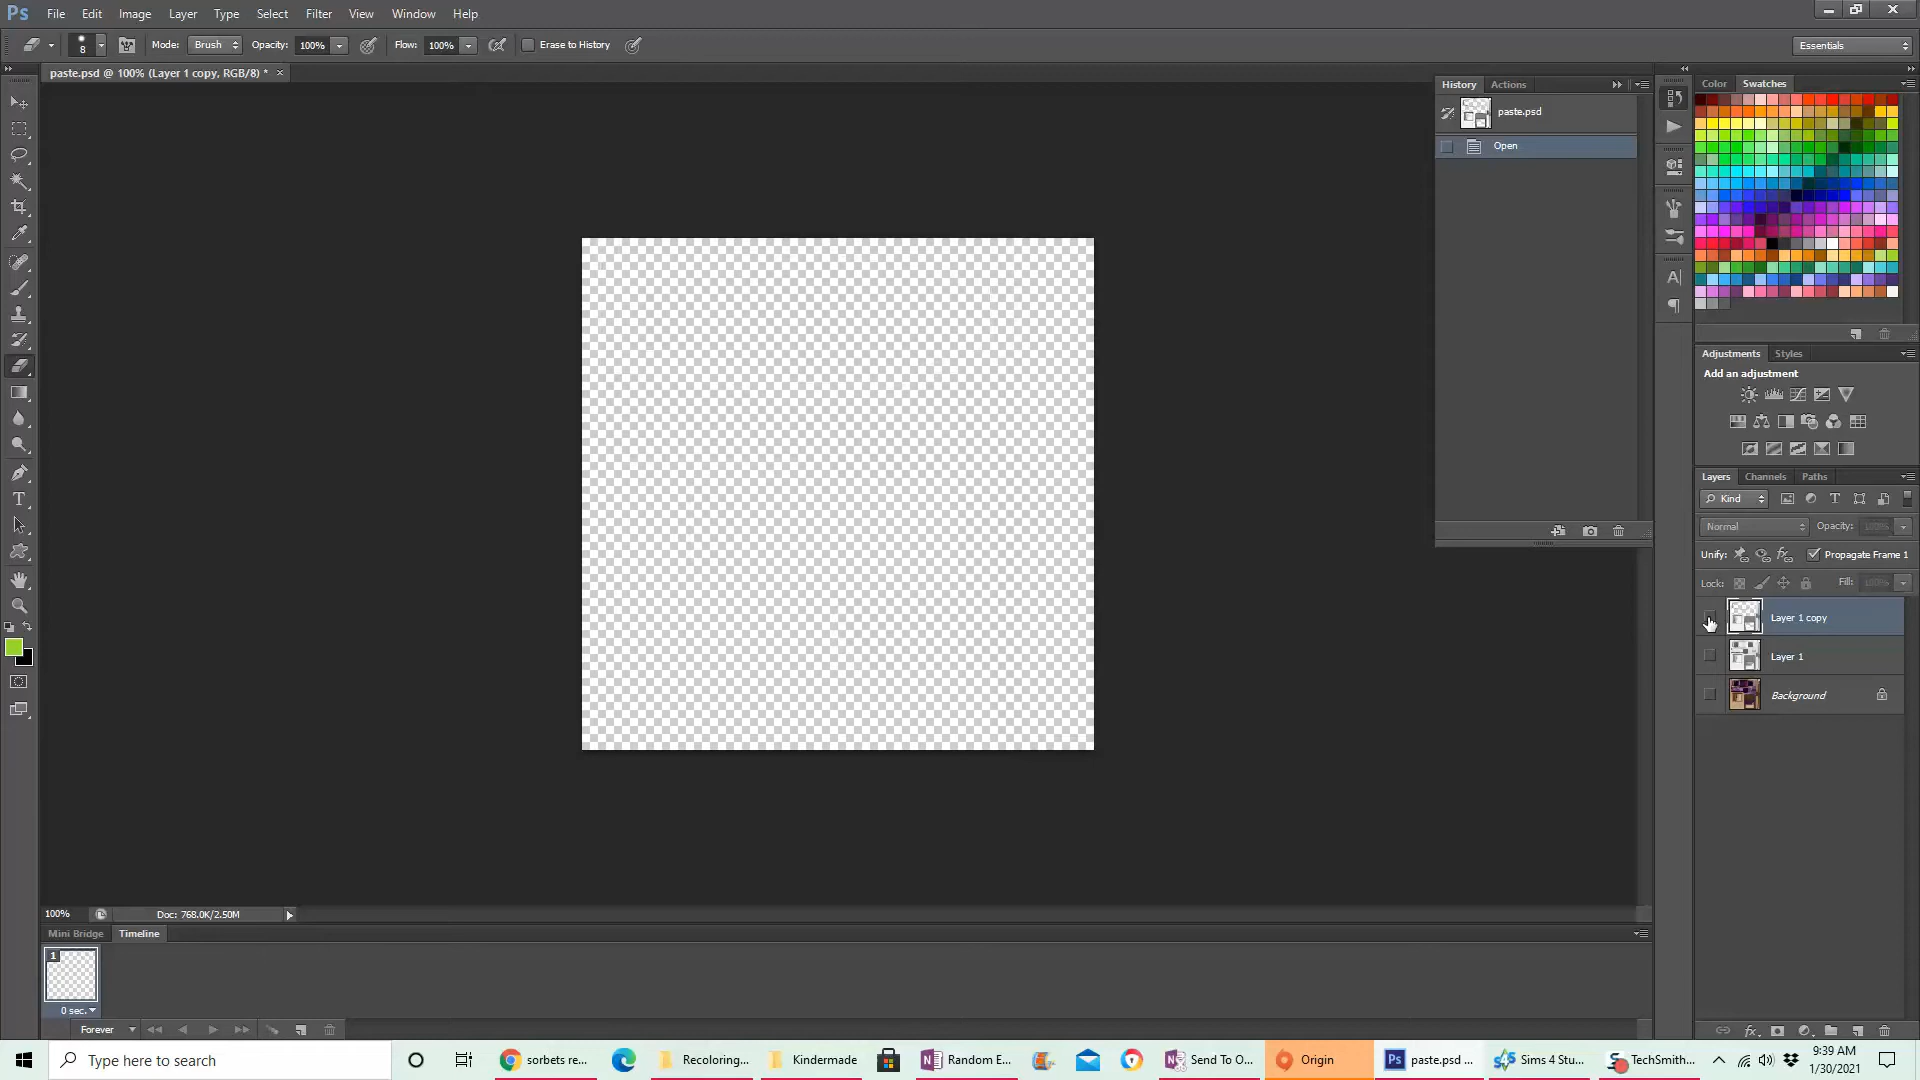 Ps File Edit Image Layer Type Select Filter View Window Help
8 Mode: Brush Opacity: 100% Flow: 100% Erase to History Essentials
paste.psd @ 100% (Layer 1 copy, RGB/8) * ×
History Actions
paste.psd
Open
Color Swatches
Adjustments Styles
Add an adjustment
Layers Channels Paths
Kind
Normal Opacity: 100%
Unify: Propagate Frame 1
Lock: Fill: 100%
Layer 1 copy
Layer 1
Background
100% Doc: 768.0K/2.50M
Mini Bridge Timeline
1
0 sec.
Forever
Type here to search
sorbets re...
Recoloring...
Kindermade
Random E...
Send To O...
Origin
paste.psd ...
Sims 4 Stu...
TechSmith...
9:39 AM
1/30/2021